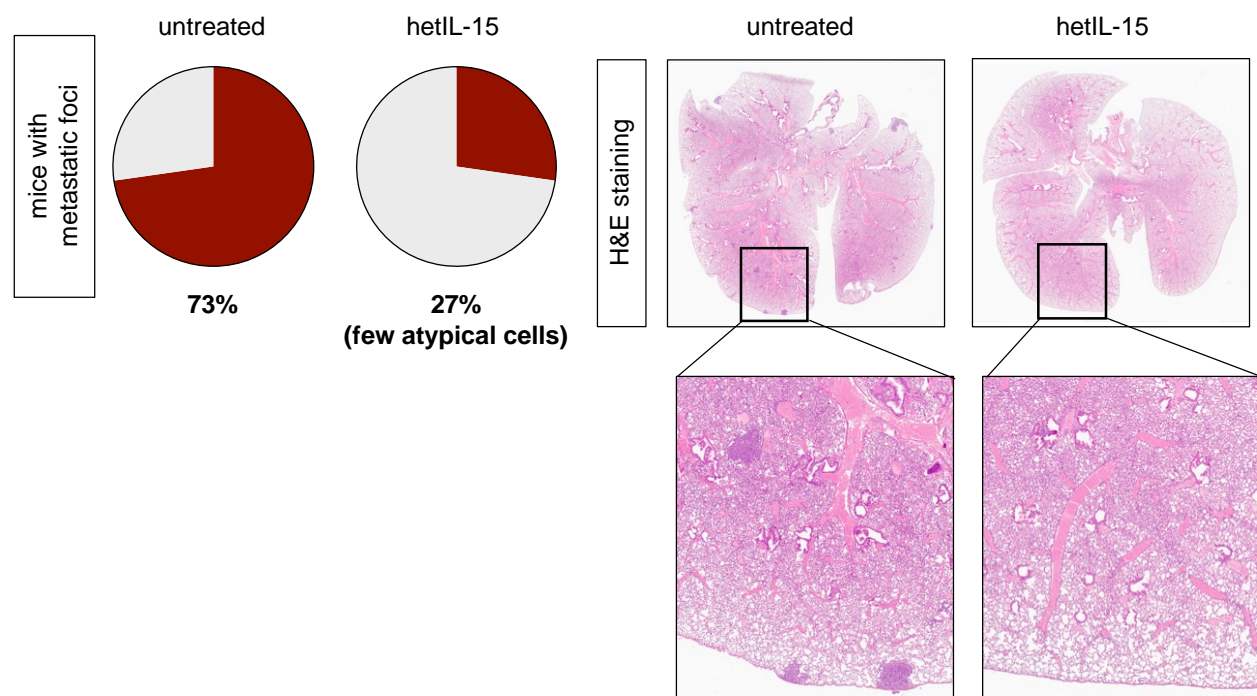 untreated
hetIL-15
untreated
hetIL-15
mice with
metastatic foci
73%
27%
(few atypical cells)
H&E staining